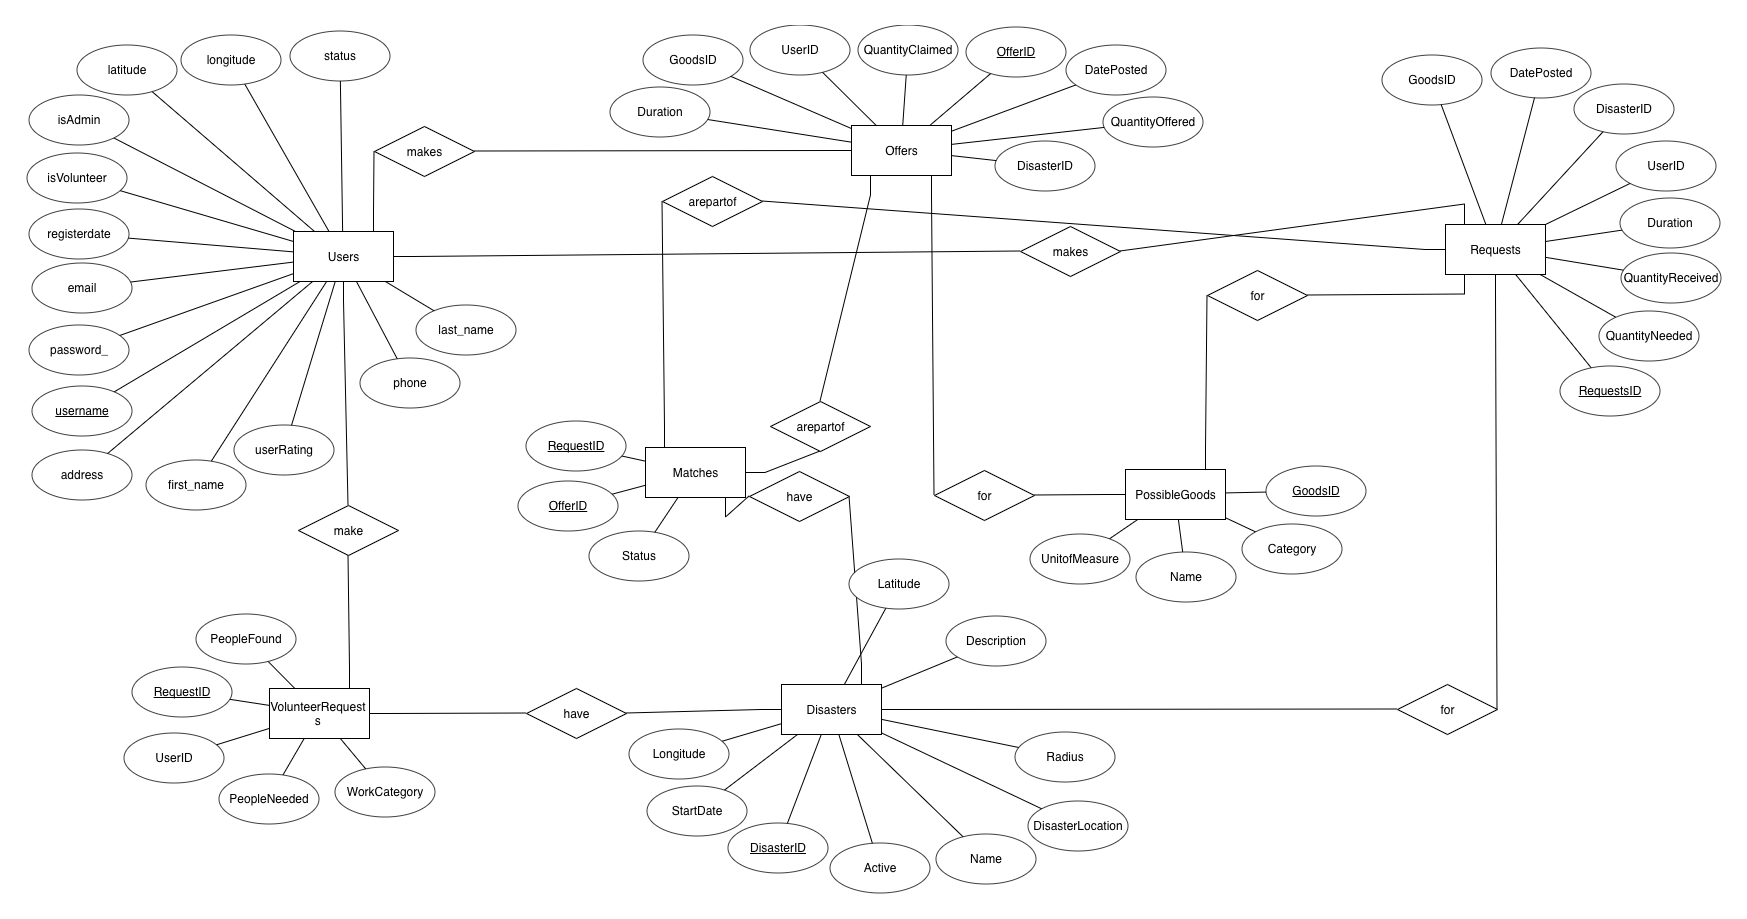 latitude
longitude
status
isAdmin
isVolunteer
registerdate
email
password_
username
address
first_name
userRating
phone
last_name
Users
makes
GoodsID
UserID
QuantityClaimed
OfferID
DatePosted
Duration
QuantityOffered
DisasterID
Offers
arepartof
makes
GoodsID
DatePosted
DisasterID
UserID
Duration
QuantityReceived
QuantityNeeded
RequestsID
Requests
for
arepartof
RequestID
OfferID
Status
Matches
have
for
PossibleGoods
GoodsID
Category
Name
UnitofMeasure
make
PeopleFound
RequestID
UserID
PeopleNeeded
WorkCategory
VolunteerRequest
s
have
Latitude
Description
Disasters
Longitude
StartDate
DisasterID
Active
Name
DisasterLocation
Radius
for